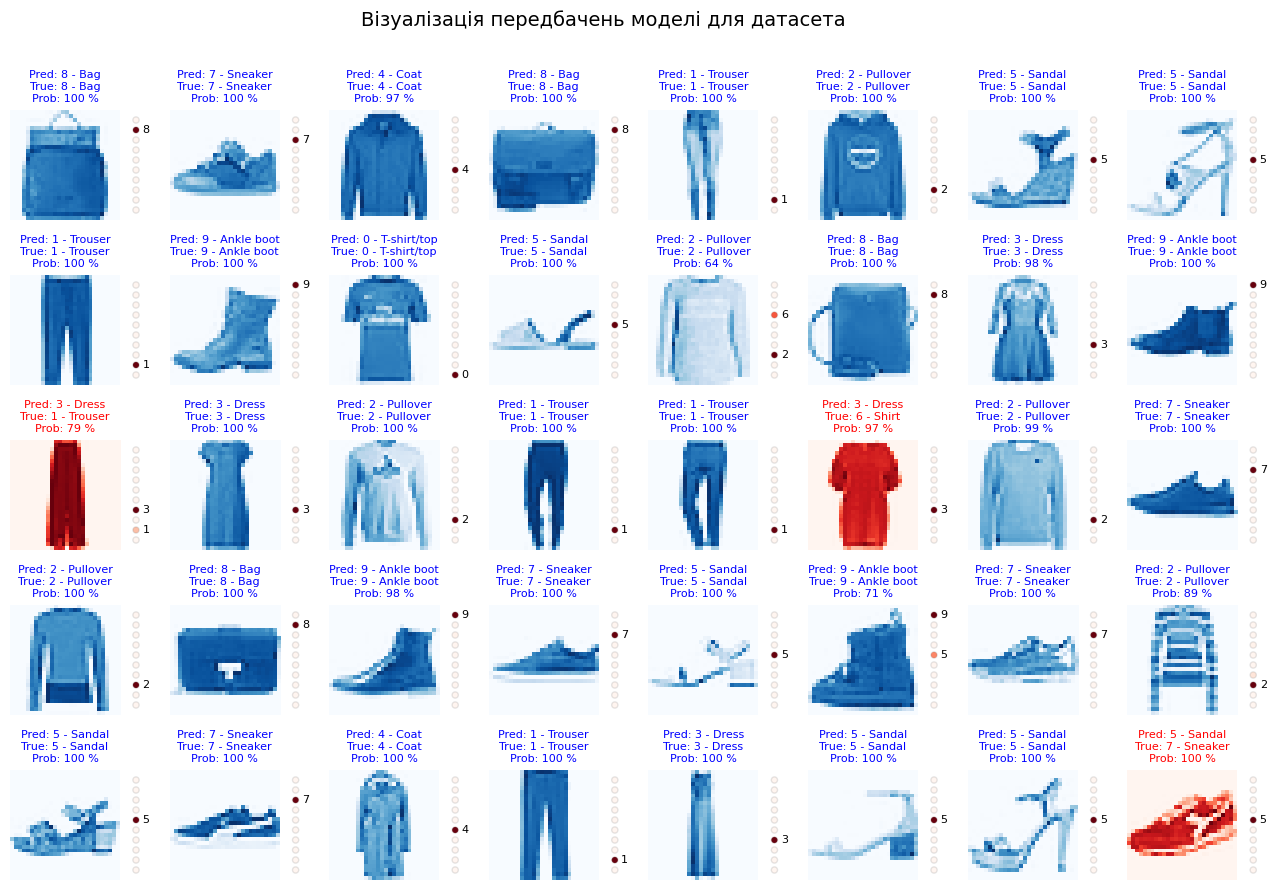 Візуалізація передбачень моделі для датасета
Pred: 8 - Bag
True: 8 - Bag
Prob: 100 %
8
Pred: 7 - Sneaker
True: 7 - Sneaker
Prob: 100 %
7
Pred: 4 - Coat
True: 4 - Coat
Prob: 97 %
4
Pred: 8 - Bag
True: 8 - Bag
Prob: 100 %
8
Pred: 1 - Trouser
True: 1 - Trouser
Prob: 100 %
1
Pred: 2 - Pullover
True: 2 - Pullover
Prob: 100 %
2
Pred: 5 - Sandal
True: 5 - Sandal
Prob: 100 %
5
Pred: 5 - Sandal
True: 5 - Sandal
Prob: 100 %
5
Pred: 1 - Trouser
True: 1 - Trouser
Prob: 100 %
1
Pred: 9 - Ankle boot
True: 9 - Ankle boot
Prob: 100 %
9
Pred: 0 - T-shirt/top
True: 0 - T-shirt/top
Prob: 100 %
0
Pred: 5 - Sandal
True: 5 - Sandal
Prob: 100 %
5
Pred: 2 - Pullover
True: 2 - Pullover
Prob: 64 %
6
2
Pred: 8 - Bag
True: 8 - Bag
Prob: 100 %
8
Pred: 3 - Dress
True: 3 - Dress
Prob: 98 %
3
Pred: 9 - Ankle boot
True: 9 - Ankle boot
Prob: 100 %
9
Pred: 3 - Dress
True: 1 - Trouser
Prob: 79 %
3
1
Pred: 3 - Dress
True: 3 - Dress
Prob: 100 %
3
Pred: 2 - Pullover
True: 2 - Pullover
Prob: 100 %
2
Pred: 1 - Trouser
True: 1 - Trouser
Prob: 100 %
1
Pred: 1 - Trouser
True: 1 - Trouser
Prob: 100 %
1
Pred: 3 - Dress
True: 6 - Shirt
Prob: 97 %
3
Pred: 2 - Pullover
True: 2 - Pullover
Prob: 99 %
2
Pred: 7 - Sneaker
True: 7 - Sneaker
Prob: 100 %
7
Pred: 2 - Pullover
True: 2 - Pullover
Prob: 100 %
2
Pred: 8 - Bag
True: 8 - Bag
Prob: 100 %
8
Pred: 9 - Ankle boot
True: 9 - Ankle boot
Prob: 98 %
9
Pred: 7 - Sneaker
True: 7 - Sneaker
Prob: 100 %
7
Pred: 5 - Sandal
True: 5 - Sandal
Prob: 100 %
5
Pred: 9 - Ankle boot
True: 9 - Ankle boot
Prob: 71 %
9
5
Pred: 7 - Sneaker
True: 7 - Sneaker
Prob: 100 %
7
Pred: 2 - Pullover
True: 2 - Pullover
Prob: 89 %
2
Pred: 5 - Sandal
True: 5 - Sandal
Prob: 100 %
5
Pred: 7 - Sneaker
True: 7 - Sneaker
Prob: 100 %
7
Pred: 4 - Coat
True: 4 - Coat
Prob: 100 %
4
Pred: 1 - Trouser
True: 1 - Trouser
Prob: 100 %
1
Pred: 3 - Dress
True: 3 - Dress
Prob: 100 %
3
Pred: 5 - Sandal
True: 5 - Sandal
Prob: 100 %
5
Pred: 5 - Sandal
True: 5 - Sandal
Prob: 100 %
5
Pred: 5 - Sandal
True: 7 - Sneaker
Prob: 100 %
5